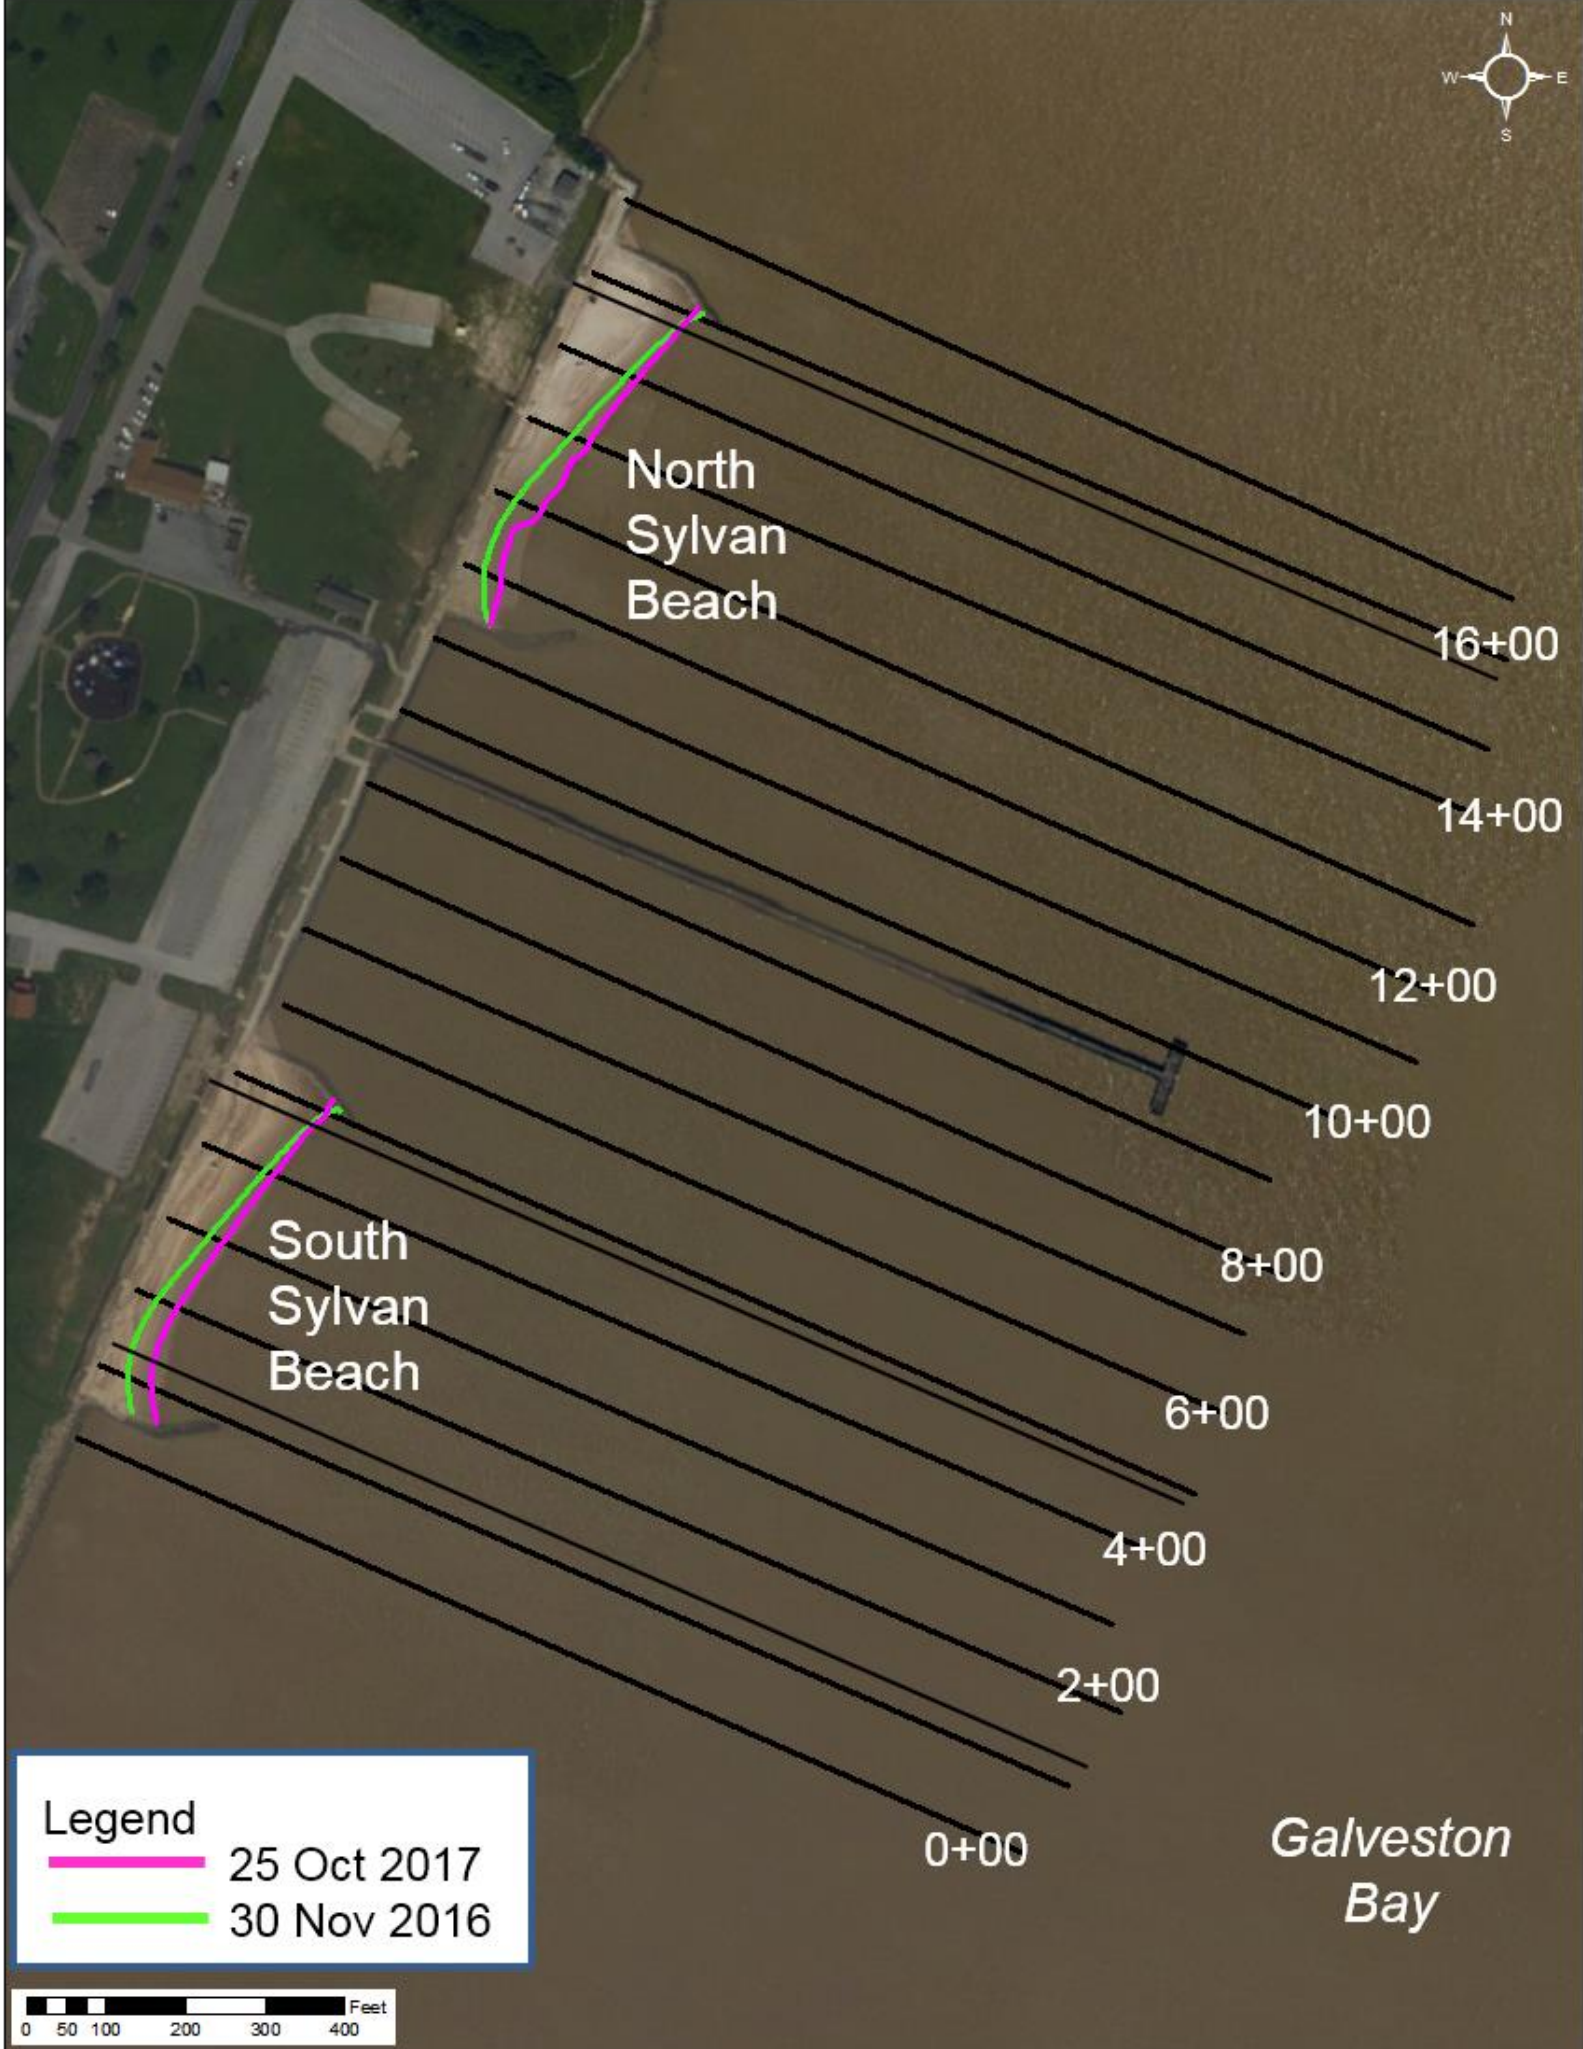 N
W E
S
North
Sylvan
Beach
16+00
14+00
12+00
10+00
8+00
South
Sylvan
Beach
6+00
4+00
2+00
0+00
Galveston
Bay
Legend
25 Oct 2017
30 Nov 2016
Feet
0 50 100 200 300 400